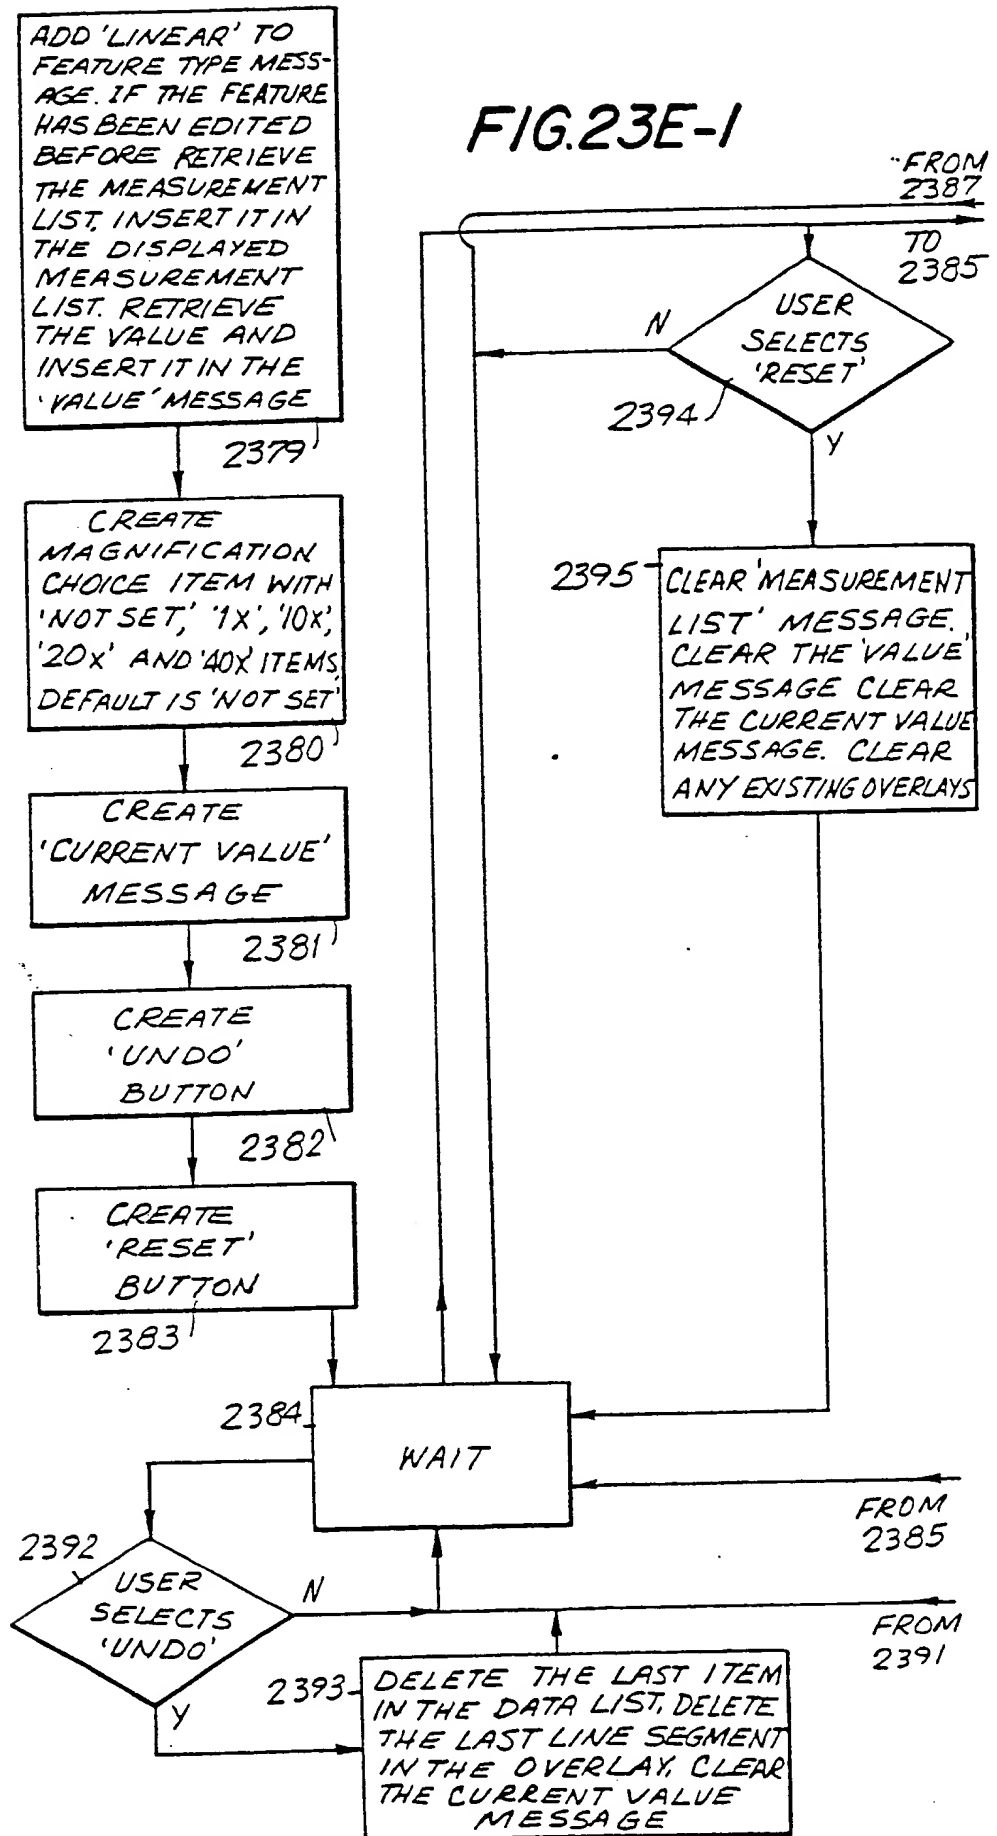 FIG.23E-1
ADD 'LINEAR' TO
FEATURE TYPE MESS-
AGE. IF THE FEATURE
HAS BEEN EDITED
BEFORE RETRIEVE
THE MEASUREMENT
LIST, INSERT IT IN
THE DISPLAYED
MEASUREMENT
LIST. RETRIEVE
THE VALUE AND
INSERT IT IN THE
'VALUE' MESSAGE
2379
CREATE
MAGNIFICATION
CHOICE ITEM WITH
'NOT SET', '1X', '10X',
'20X' AND '40X' ITEMS,
DEFAULT IS 'NOT SET'
2380
CREATE
'CURRENT VALUE'
MESSAGE
2381
CREATE
'UNDO'
BUTTON
2382
CREATE
'RESET'
BUTTON
2383
2384
WAIT
FROM
2387
TO
2385
USER
SELECTS
'RESET'
N
2394
Y
2395
CLEAR 'MEASUREMENT
LIST' MESSAGE.
CLEAR THE 'VALUE'
MESSAGE CLEAR
THE CURRENT VALUE
MESSAGE. CLEAR
ANY EXISTING OVERLAYS
FROM
2385
2392
USER
SELECTS
'UNDO'
N
Y
FROM
2391
2393
DELETE THE LAST ITEM
IN THE DATA LIST, DELETE
THE LAST LINE SEGMENT
IN THE OVERLAY, CLEAR
THE CURRENT VALUE
MESSAGE